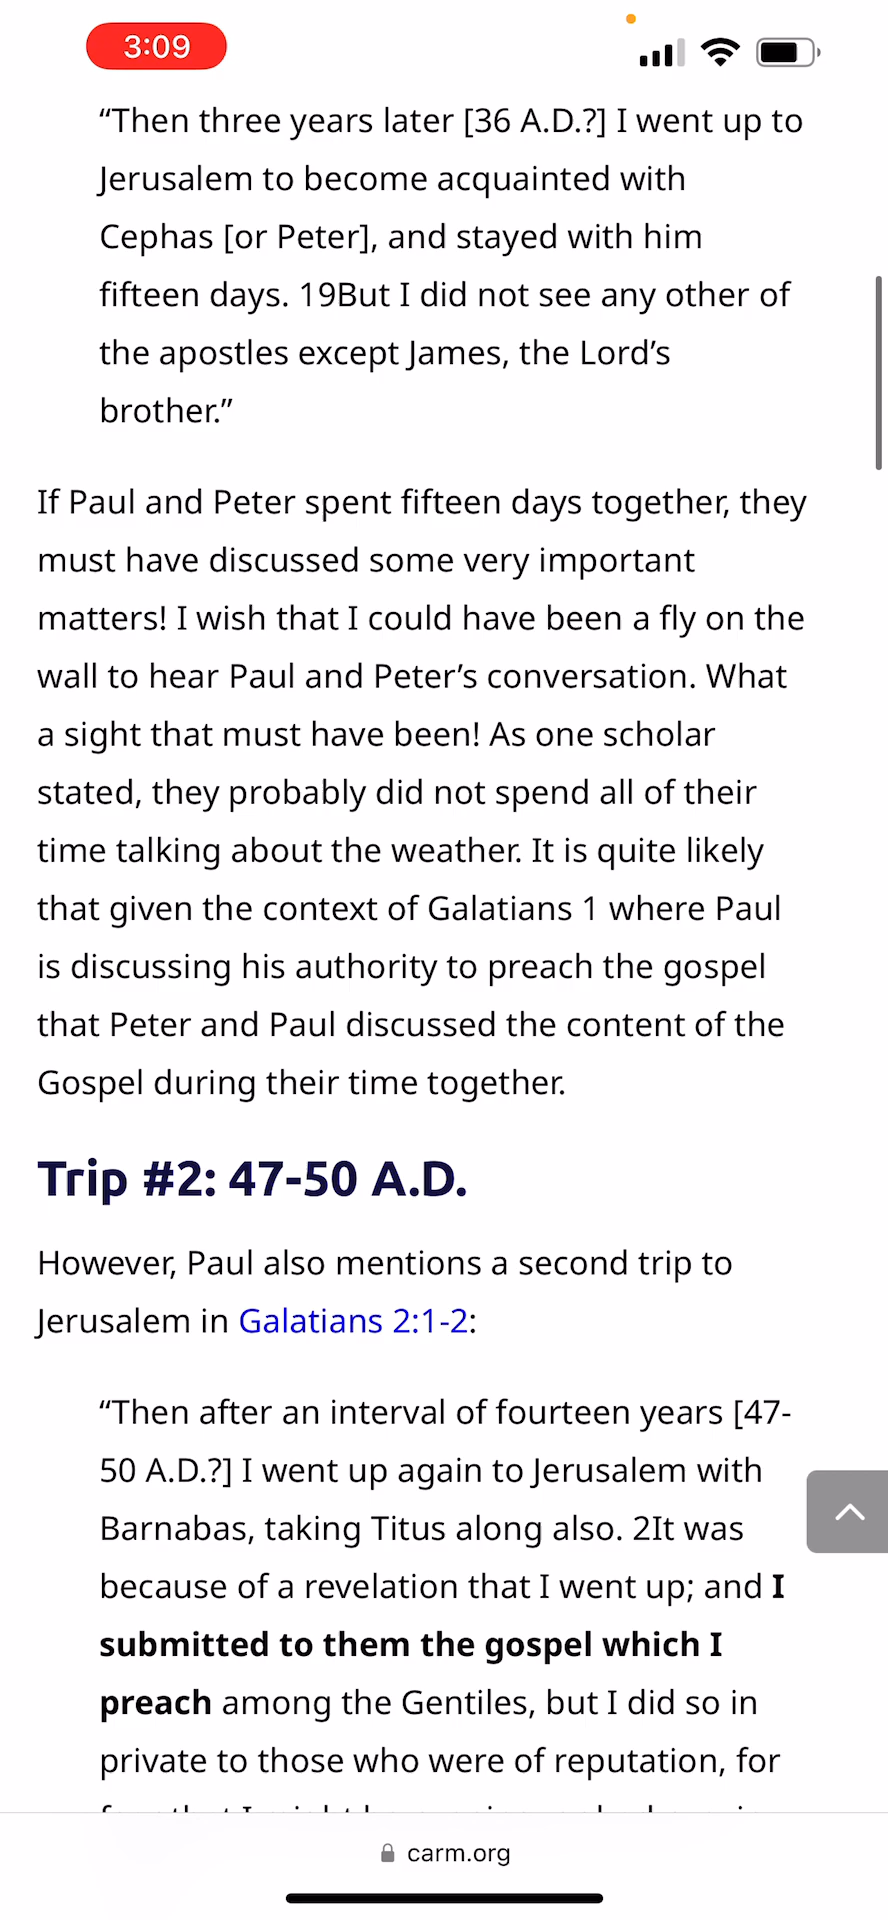 3:09
“Then three years later [36 A.D.?] I went up to
Jerusalem to become acquainted with
Cephas [or Peter], and stayed with him
fifteen days. 19But I did not see any other of
the apostles except James, the Lord’s
brother.”
If Paul and Peter spent fifteen days together, they
must have discussed some very important
matters! I wish that I could have been a fly on the
wall to hear Paul and Peter’s conversation. What
a sight that must have been! As one scholar
stated, they probably did not spend all of their
time talking about the weather. It is quite likely
that given the context of Galatians 1 where Paul
is discussing his authority to preach the gospel
that Peter and Paul discussed the content of the
Gospel during their time together.
Trip #2: 47-50 A.D.
However, Paul also mentions a second trip to
Jerusalem in Galatians 2:1-2:
“Then after an interval of fourteen years [47-
50 A.D.?] I went up again to Jerusalem with
Barnabas, taking Titus along also. 2It was
because of a revelation that I went up; and I
submitted to them the gospel which I
preach among the Gentiles, but I did so in
private to those who were of reputation, for
carm.org